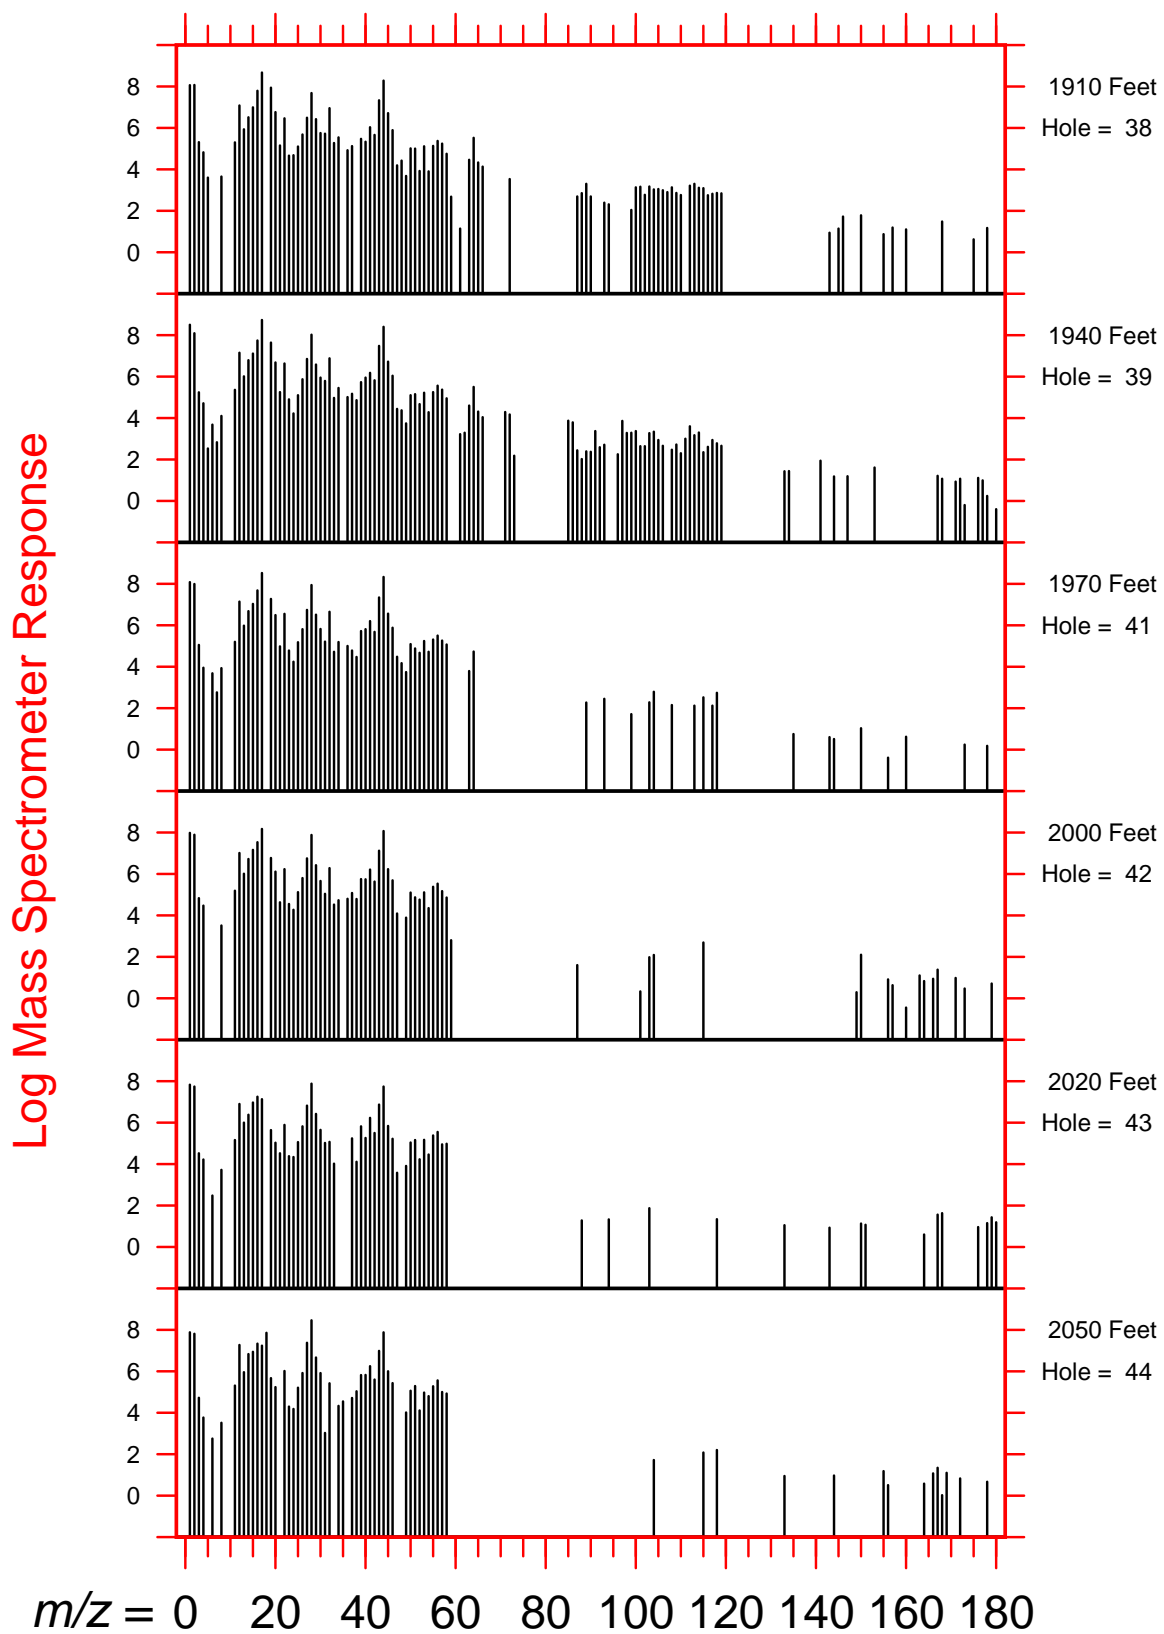 8 1910 Feet
6 Hole = 38
4
2
0
8 1940 Feet
6 Hole = 39
4
2
0
8 1970 Feet
6 Hole = 41
4
2
0
8 2000 Feet
6 Hole = 42
4
2
0
8 2020 Feet
6 Hole = 43
4
2
0
8 2050 Feet
6 Hole = 44
4
2
0
Log Mass Spectrometer Response
m/z = 0 20 40 60 80 100 120 140 160 180